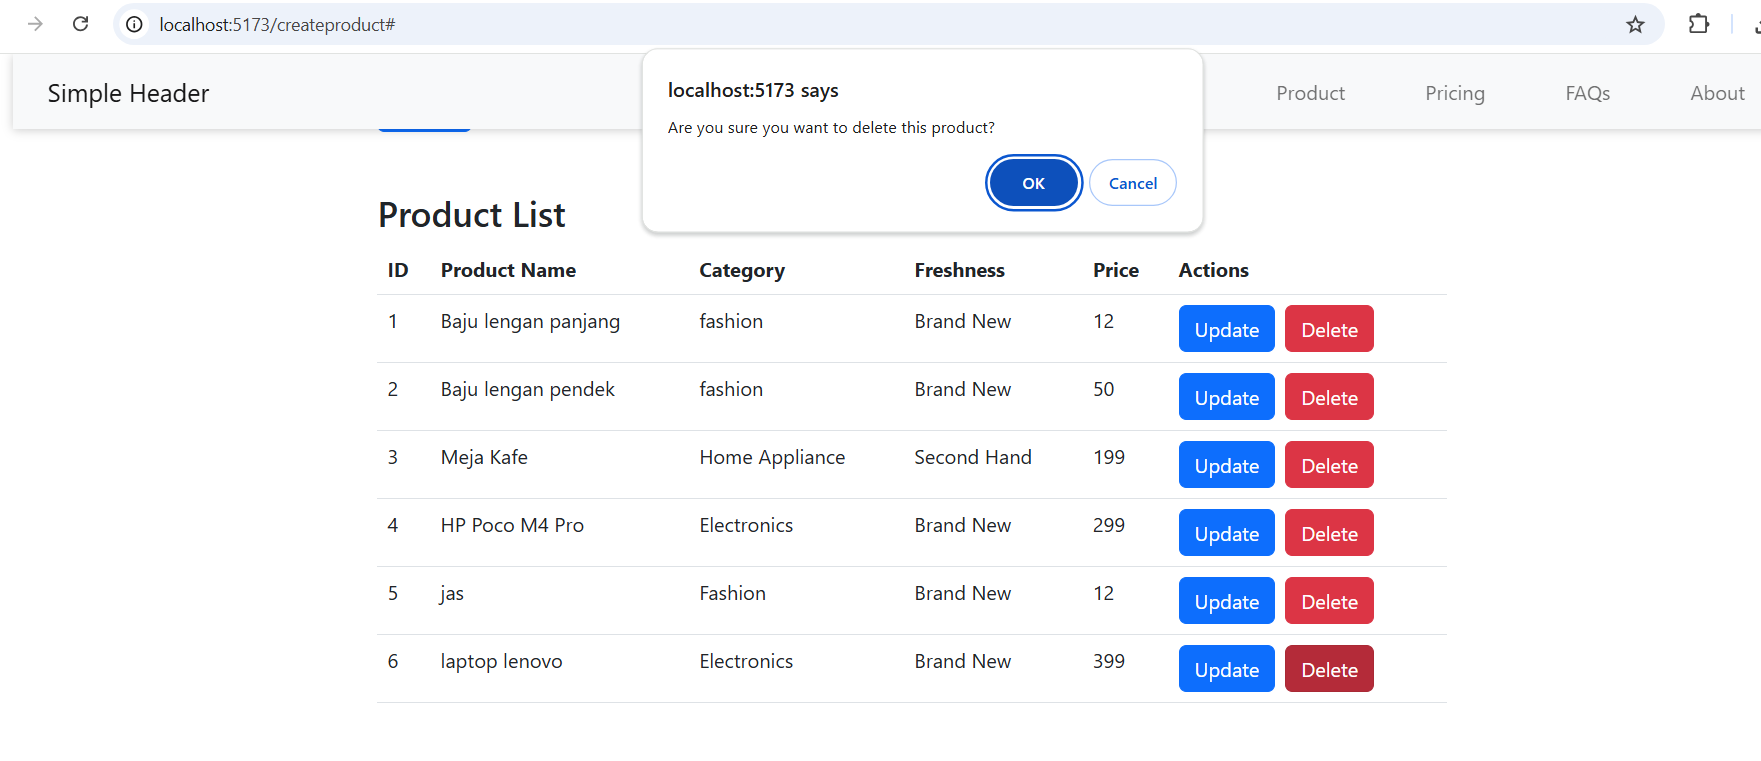 localhost:5173/createproduct#
Simple Header
Product Pricing FAQs About
localhost:5173 says
Are you sure you want to delete this product?
OK Cancel
Product List
ID Product Name Category Freshness Price Actions
1 Baju lengan panjang fashion Brand New 12 Update Delete
2 Baju lengan pendek fashion Brand New 50 Update Delete
3 Meja Kafe Home Appliance Second Hand 199 Update Delete
4 HP Poco M4 Pro Electronics Brand New 299 Update Delete
5 jas Fashion Brand New 12 Update Delete
6 laptop lenovo Electronics Brand New 399 Update Delete